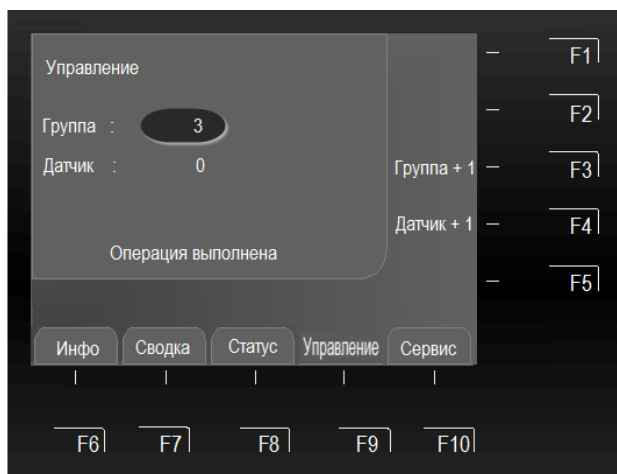 Управление
Группа : 3
Датчик : 0
Операция выполнена
Группа + 1
Датчик + 1
F1
F2
F3
F4
F5
Инфо Сводка Статус Управление Сервис
F6 F7 F8 F9 F10